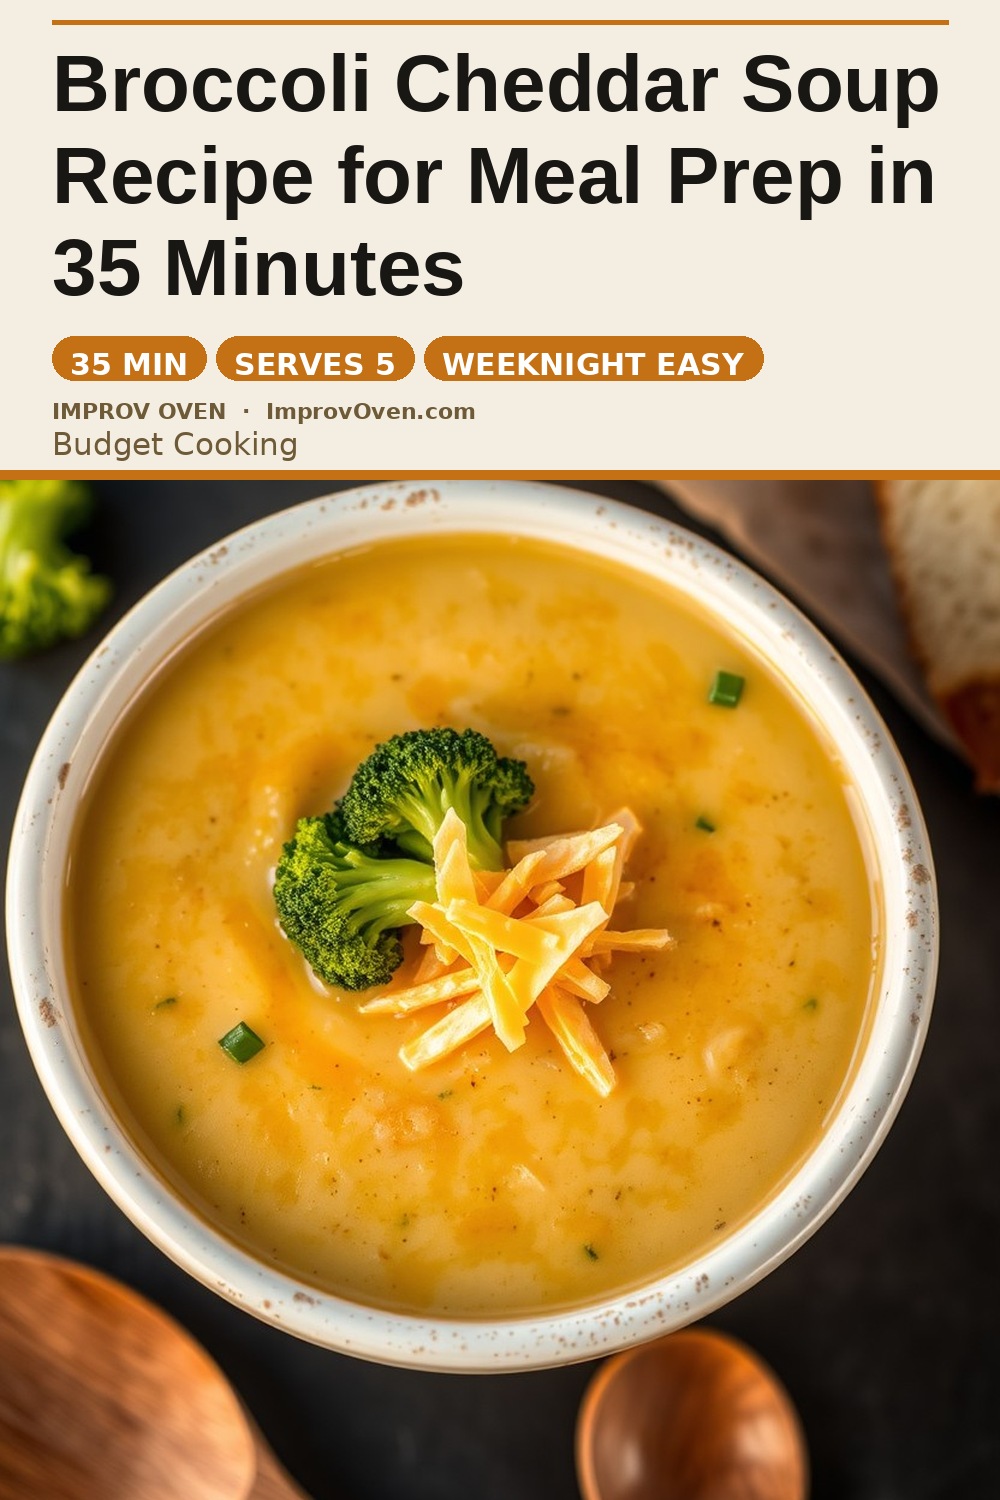 Broccoli Cheddar Soup
Recipe for Meal Prep in
35 Minutes
35 MIN SERVES 5 WEEKNIGHT EASY
IMPROV OVEN · ImprovOven.com
Budget Cooking